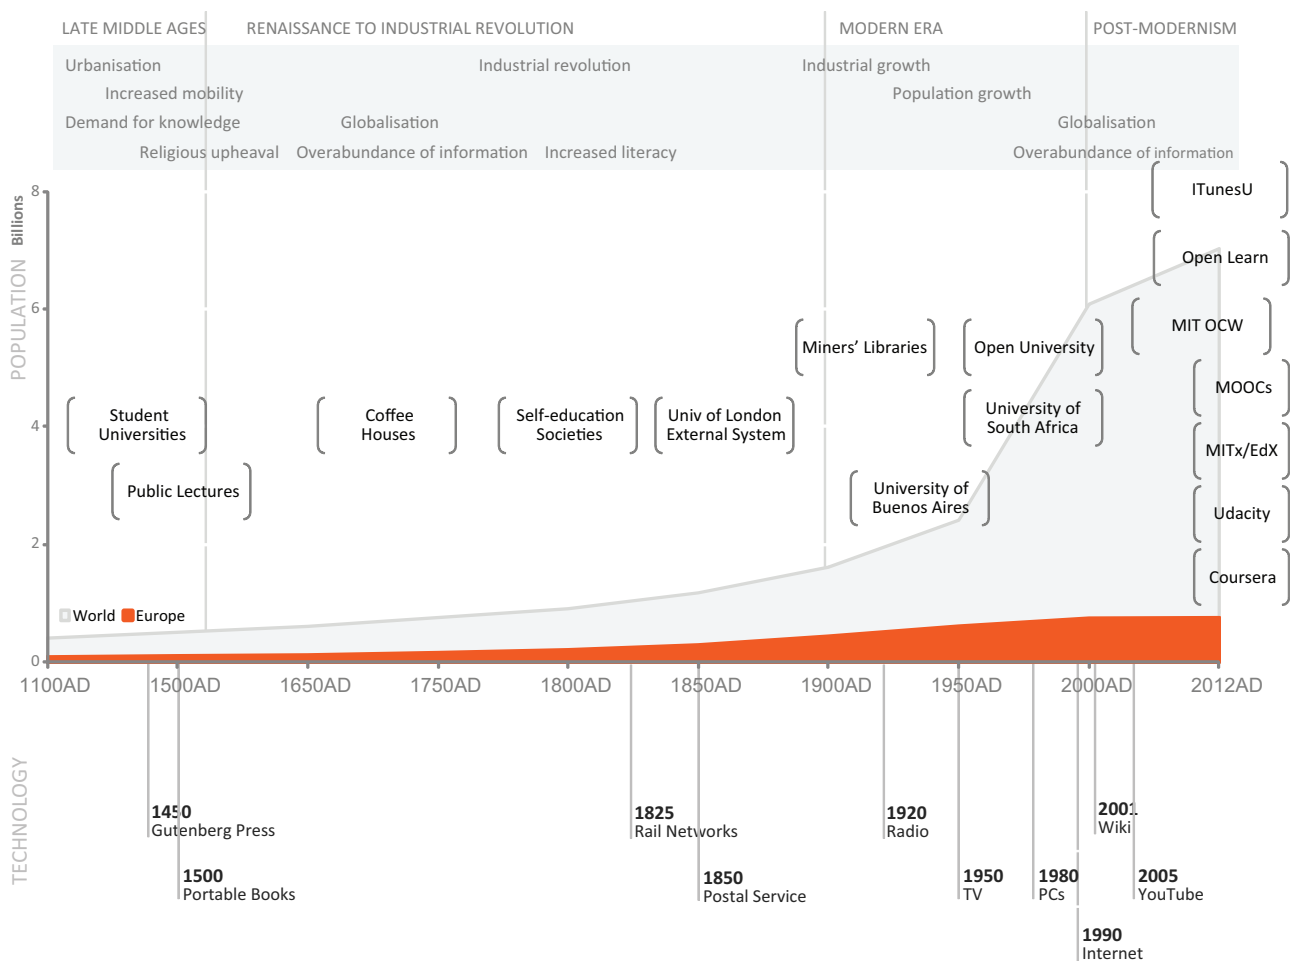 LATE MIDDLE AGES
RENAISSANCE TO INDUSTRIAL REVOLUTION
MODERN ERA
POST-MODERNISM
Urbanisation
Industrial revolution
Industrial growth
Increased mobility
Population growth
Demand for knowledge
Globalisation
Globalisation
Religious upheaval
Overabundance of information
Increased literacy
Overabundance of information
POPULATION Billions
8
6
4
2
0
ITunesU
Open Learn
MIT OCW
Miners' Libraries
Open University
MOOCs
Student
Universities
Coffee
Houses
Self-education
Societies
Univ of London
External System
University of
South Africa
MITx/EdX
Public Lectures
University of
Buenos Aires
Udacity
Coursera
World
Europe
1100AD
1500AD
1650AD
1750AD
1800AD
1850AD
1900AD
1950AD
2000AD
2012AD
TECHNOLOGY
1450
Gutenberg Press
1500
Portable Books
1825
Rail Networks
1850
Postal Service
1920
Radio
1950
TV
1980
PCs
1990
Internet
2001
Wiki
2005
YouTube